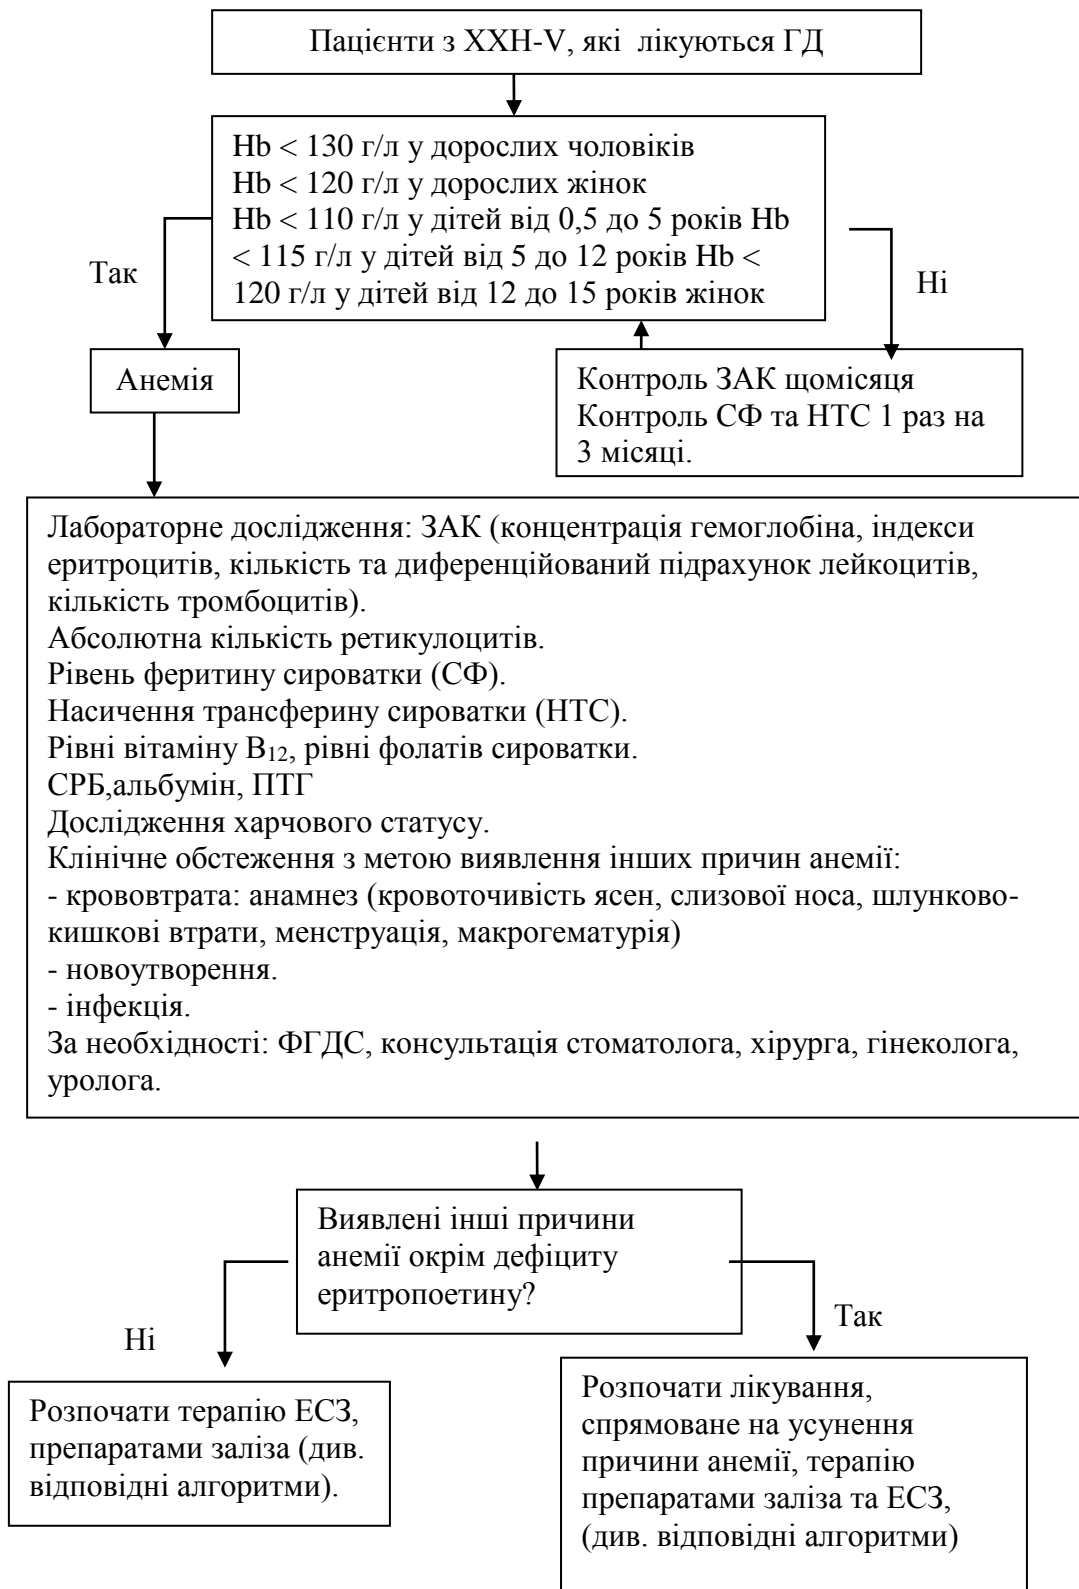 Пацієнти з ХХН-V, які лікуються ГД
Hb < 130 г/л у дорослих чоловіків
Hb < 120 г/л у дорослих жінок
Hb < 110 г/л у дітей від 0,5 до 5 років Hb
< 115 г/л у дітей від 5 до 12 років Hb <
120 г/л у дітей від 12 до 15 років жінок
Так
Ні
Анемія
Контроль ЗАК щомісяця
Контроль СФ та НТС 1 раз на
3 місяці.
Лабораторне дослідження: ЗАК (концентрація гемоглобіна, індекси
еритроцитів, кількість та диференційований підрахунок лейкоцитів,
кількість тромбоцитів).
Абсолютна кількість ретикулоцитів.
Рівень феритину сироватки (СФ).
Насичення трансферину сироватки (НТС).
Рівні вітаміну В₁₂, рівні фолатів сироватки.
СРБ,альбумін, ПТГ
Дослідження харчового статусу.
Клінічне обстеження з метою виявлення інших причин анемії:
- крововтрата: анамнез (кровоточивість ясен, слизової носа, шлунково-
кишкові втрати, менструація, макрогематурія)
- новоутворення.
- інфекція.
За необхідності: ФГДС, консультація стоматолога, хірурга, гінеколога,
уролога.
Виявлені інші причини
анемії окрім дефіциту
еритропоетину?
Ні
Так
Розпочати терапію ЕСЗ,
препаратами заліза (див.
відповідні алгоритми).
Розпочати лікування,
спрямоване на усунення
причини анемії, терапію
препаратами заліза та ЕСЗ,
(див. відповідні алгоритми)